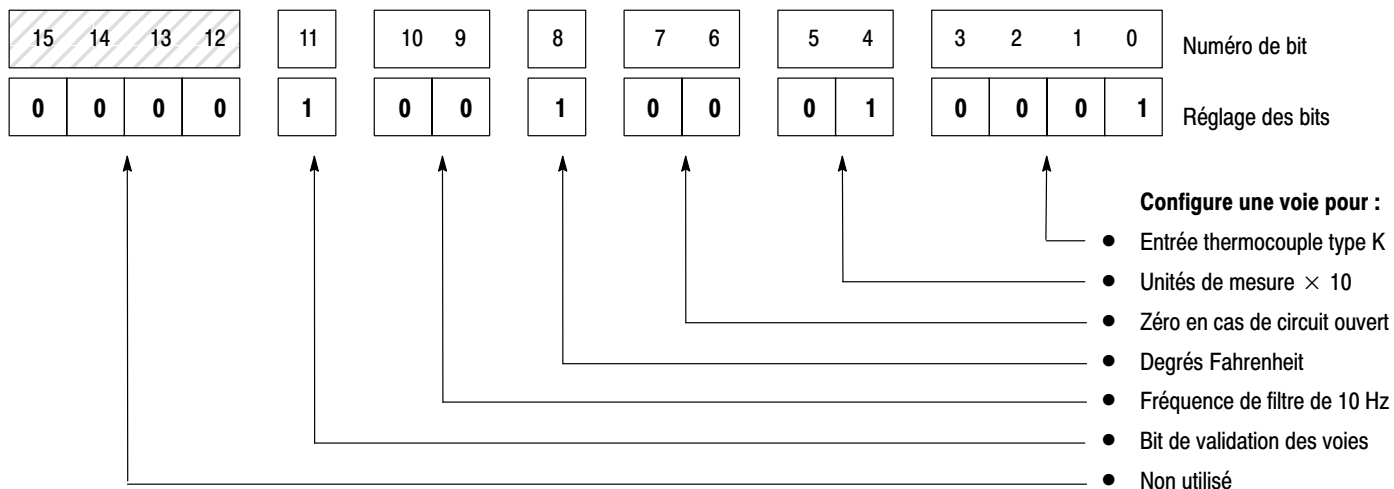 15 14 13 12 11 10 9 8 7 6 5 4 3 2 1 0 Numéro de bit
0 0 0 0 1 0 0 1 0 0 0 1 0 0 0 1 Réglage des bits
Configure une voie pour :
● Entrée thermocouple type K
● Unités de mesure × 10
● Zéro en cas de circuit ouvert
● Degrés Fahrenheit
● Fréquence de filtre de 10 Hz
● Bit de validation des voies
● Non utilisé